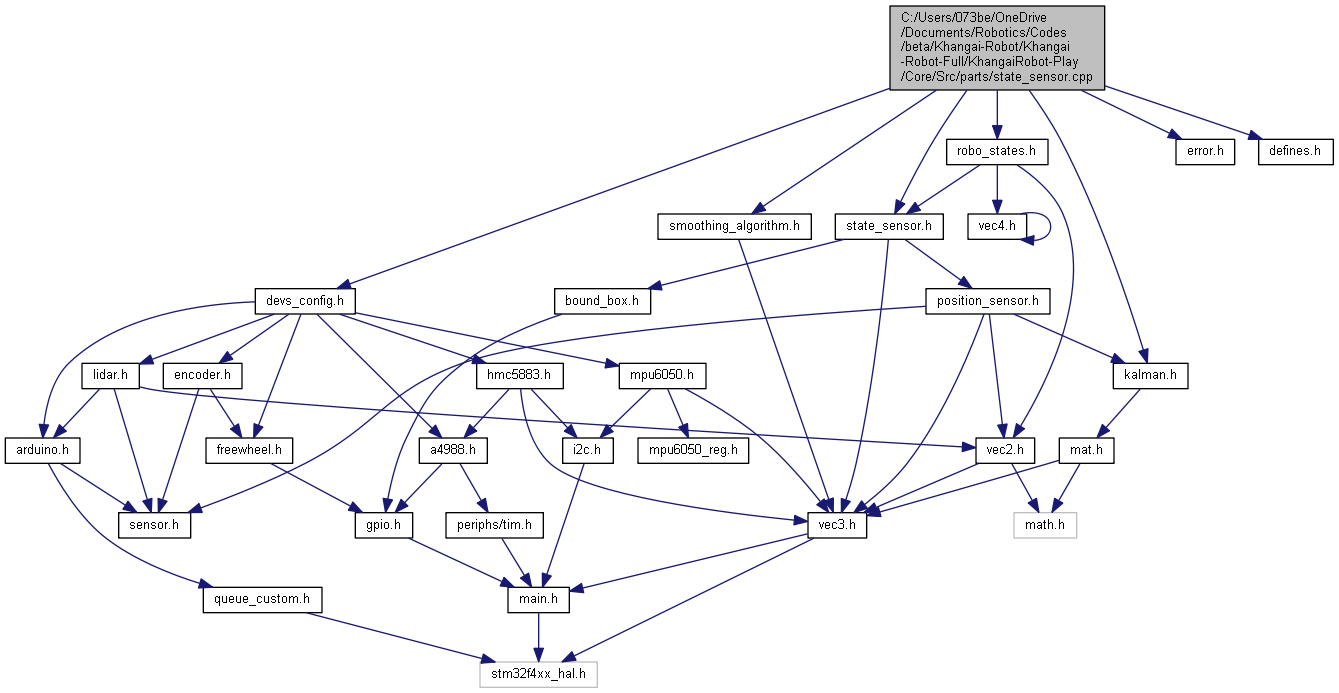 C:/Users/073be/OneDrive
/Documents/Robotics/Codes
/beta/Khangai-Robot/Khangai
-Robot-Full/KhangaiRobot-Play
/Core/Src/parts/state_sensor.cpp
robo_states.h
error.h
defines.h
smoothing_algorithm.h
state_sensor.h
vec4.h
devs_config.h
bound_box.h
position_sensor.h
lidar.h
encoder.h
hmc5883.h
mpu6050.h
kalman.h
arduino.h
freewheel.h
a4988.h
i2c.h
mpu6050_reg.h
vec2.h
mat.h
sensor.h
gpio.h
periphs/tim.h
vec3.h
math.h
queue_custom.h
main.h
stm32f4xx_hal.h